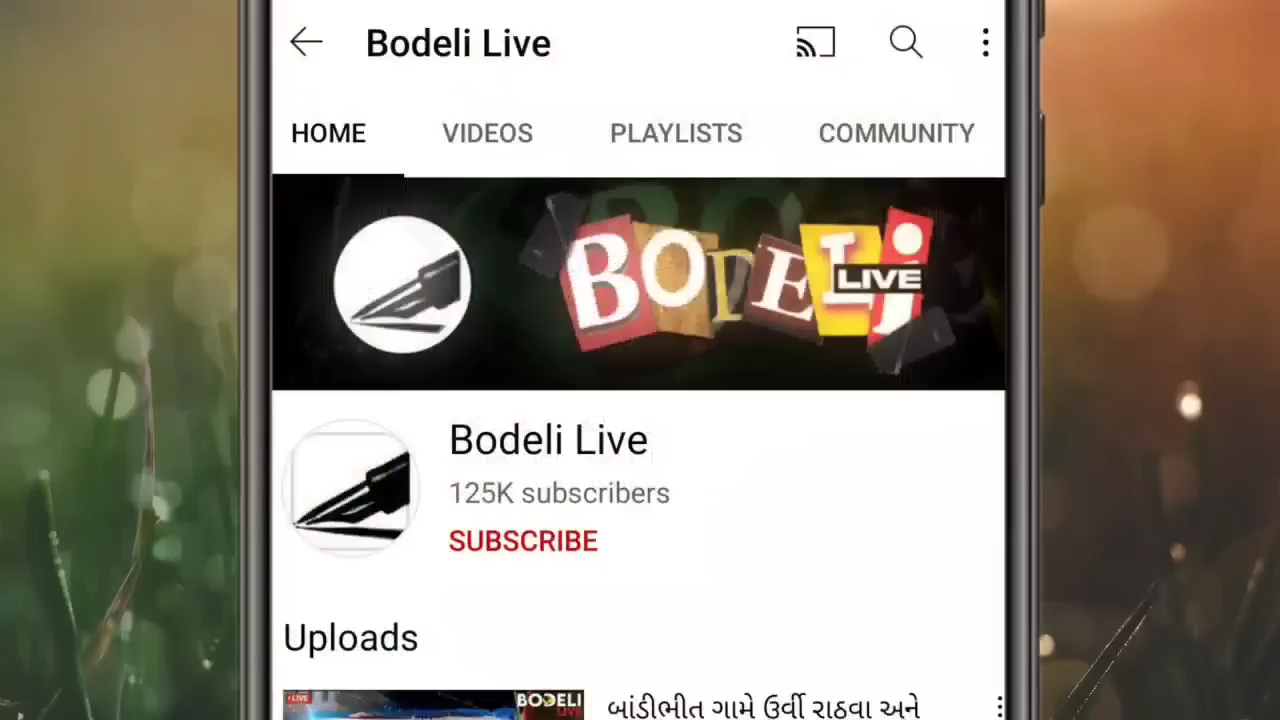 Bodeli Live
HOME VIDEOS PLAYLISTS COMMUNITY
BODELi
LIVE
Bodeli Live
125K subscribers
SUBSCRIBE
Uploads
LIVE
BODELI
LIVE
બાંડીભીત ગામે ઉર્વી રાઠવા અને